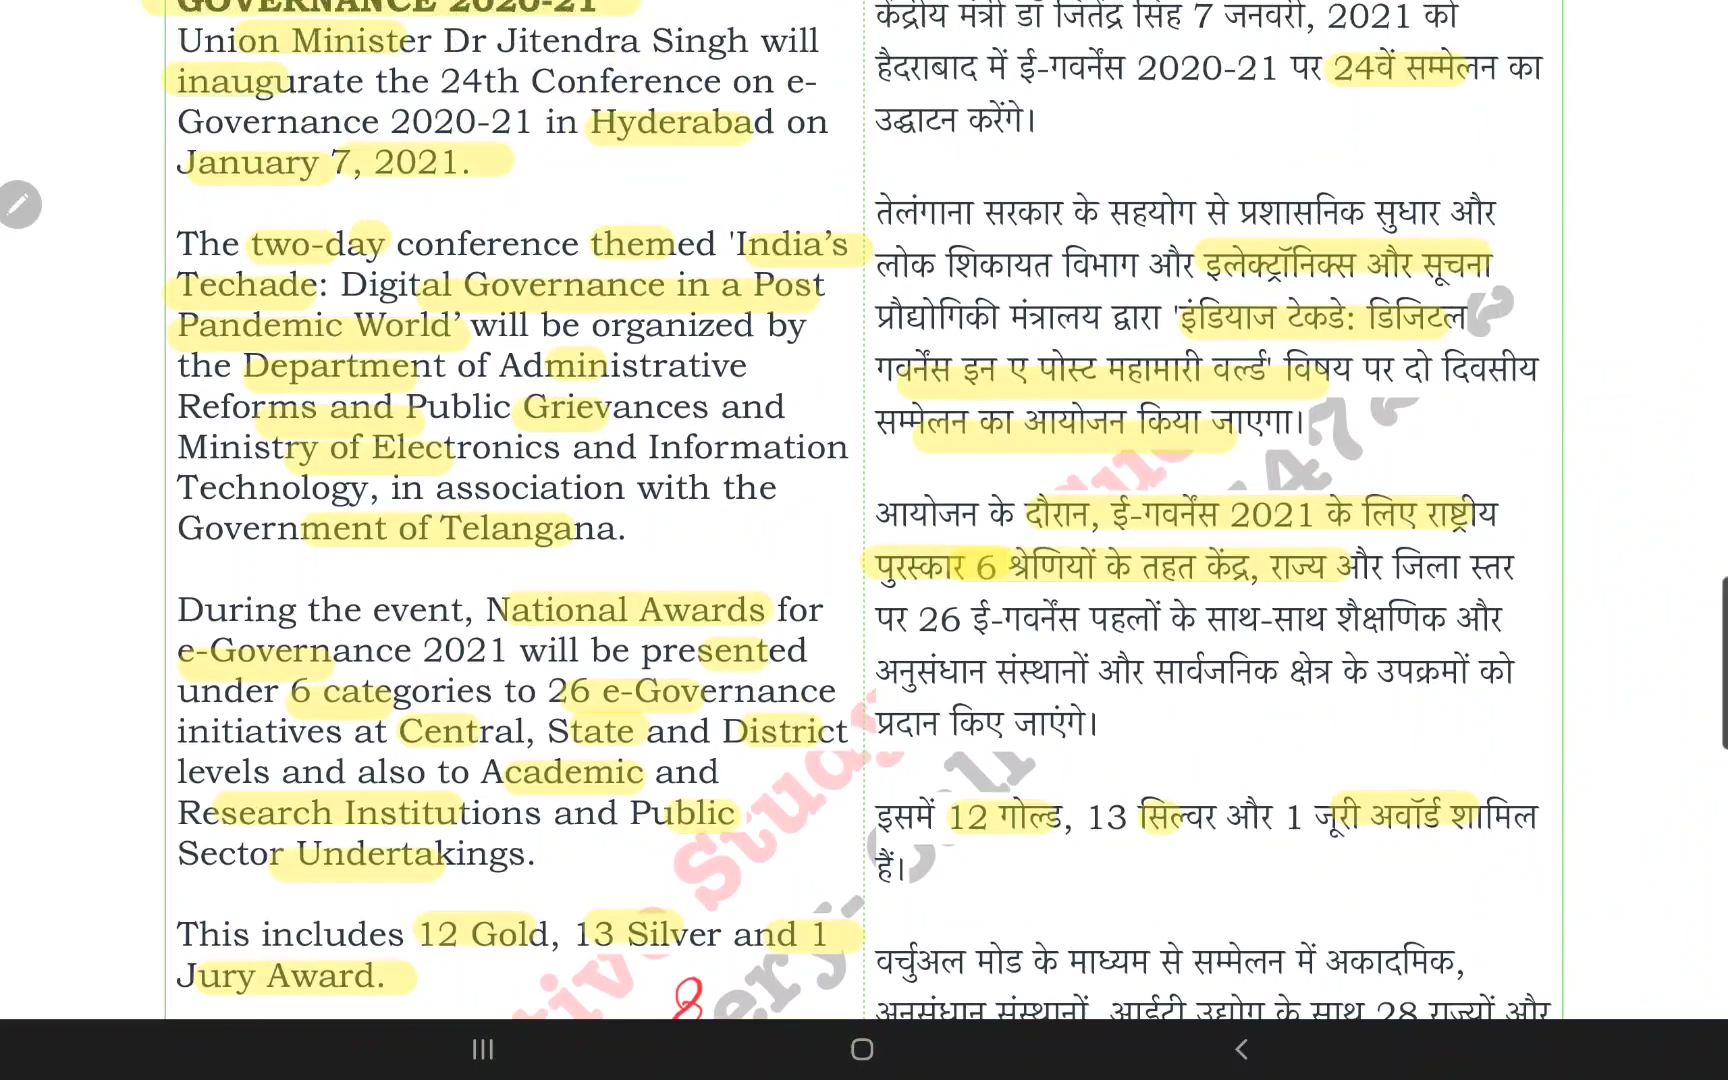 GOVERNANCE 2020-21
Union Minister Dr Jitendra Singh will
inaugurate the 24th Conference on e-
Governance 2020-21 in Hyderabad on
January 7, 2021.
The two-day conference themed 'India’s
Techade: Digital Governance in a Post
Pandemic World’ will be organized by
the Department of Administrative
Reforms and Public Grievances and
Ministry of Electronics and Information
Technology, in association with the
Government of Telangana.
During the event, National Awards for
e-Governance 2021 will be presented
under 6 categories to 26 e-Governance
initiatives at Central, State and District
levels and also to Academic and
Research Institutions and Public
Sector Undertakings.
This includes 12 Gold, 13 Silver and 1
Jury Award.
केंद्रीय मंत्री डॉ जितेंद्र सिंह 7 जनवरी, 2021 को
हैदराबाद में ई-गवर्नेंस 2020-21 पर 24वें सम्मेलन का
उद्घाटन करेंगे।
तेलंगाना सरकार के सहयोग से प्रशासनिक सुधार और
लोक शिकायत विभाग और इलेक्ट्रॉनिक्स और सूचना
प्रौद्योगिकी मंत्रालय द्वारा 'इंडियाज टेकडे: डिजिटल
गवर्नेंस इन ए पोस्ट महामारी वर्ल्ड' विषय पर दो दिवसीय
सम्मेलन का आयोजन किया जाएगा।
आयोजन के दौरान, ई-गवर्नेंस 2021 के लिए राष्ट्रीय
पुरस्कार 6 श्रेणियों के तहत केंद्र, राज्य और जिला स्तर
पर 26 ई-गवर्नेंस पहलों के साथ-साथ शैक्षणिक और
अनुसंधान संस्थानों और सार्वजनिक क्षेत्र के उपक्रमों को
प्रदान किए जाएंगे।
इसमें 12 गोल्ड, 13 सिल्वर और 1 जूरी अवॉर्ड शामिल
हैं।
वर्चुअल मोड के माध्यम से सम्मेलन में अकादमिक,
अनुसंधान संस्थानों, आईटी उद्योग के साथ 28 राज्यों और